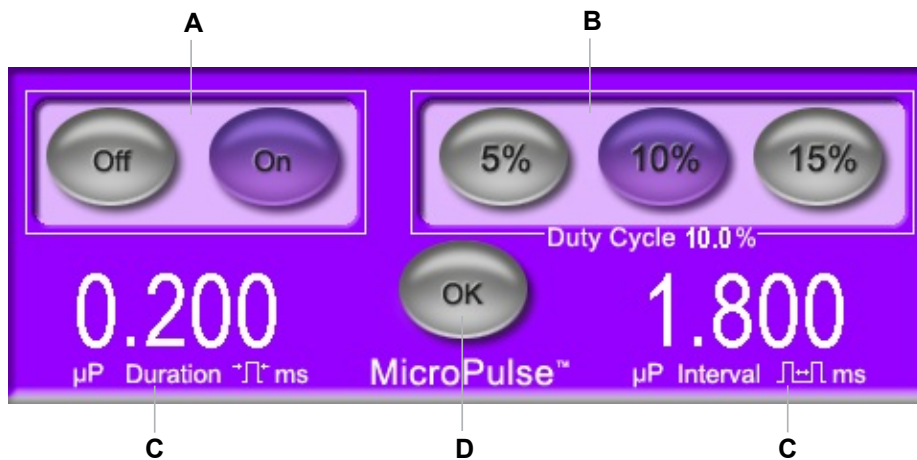 A
B
Off
On
5%
10%
15%
Duty Cycle 10.0%
0.200
OK
1.800
µP Duration ms
MicroPulse™
µP Interval ms
C
D
C